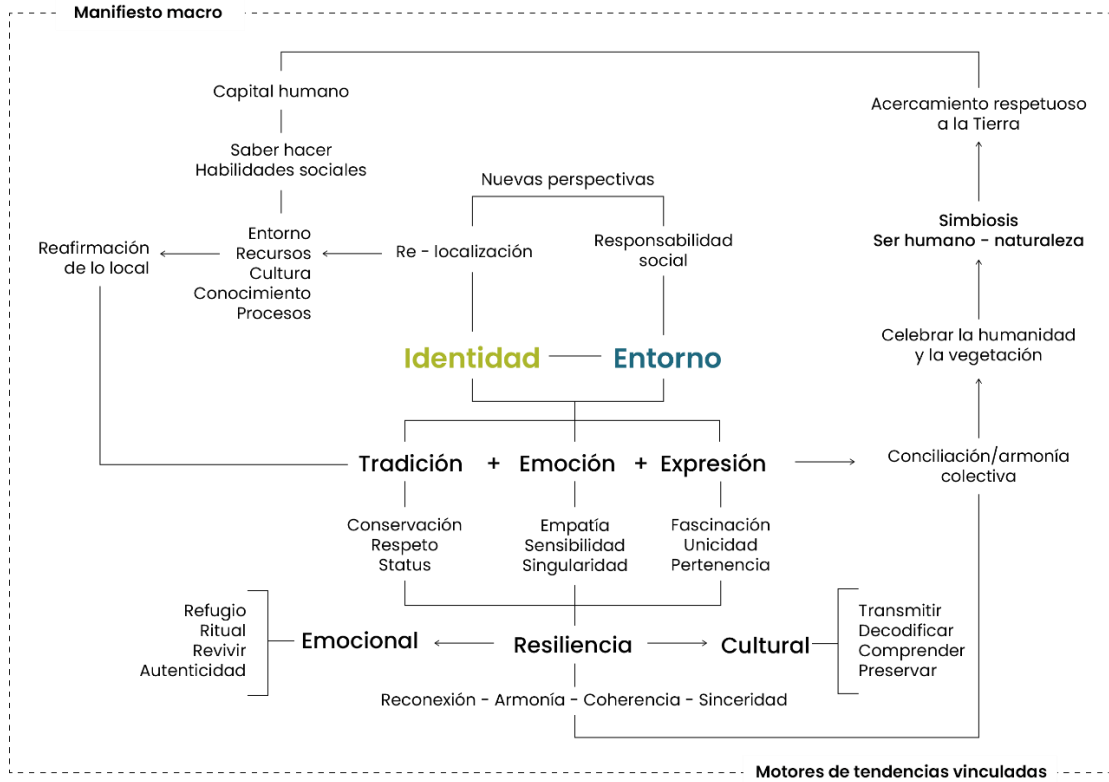 Manifiesto macro
Capital humano
Acercamiento respetuoso
a la Tierra
Saber hacer
Habilidades sociales
Nuevas perspectivas
Simbiosis
Ser humano - naturaleza
Reafirmación
de lo local
Entorno
Recursos
Cultura
Conocimiento
Procesos
Re - localización
Responsabilidad
social
Celebrar la humanidad
y la vegetación
Identidad
Entorno
Tradición + Emoción + Expresión
Conciliación/armonía
colectiva
Conservación
Respeto
Status
Empatía
Sensibilidad
Singularidad
Fascinación
Unicidad
Pertenencia
Refugio
Ritual
Revivir
Autenticidad
Emocional
Resiliencia
Cultural
Transmitir
Decodificar
Comprender
Preservar
Reconexión - Armonía - Coherencia - Sinceridad
Motores de tendencias vinculadas